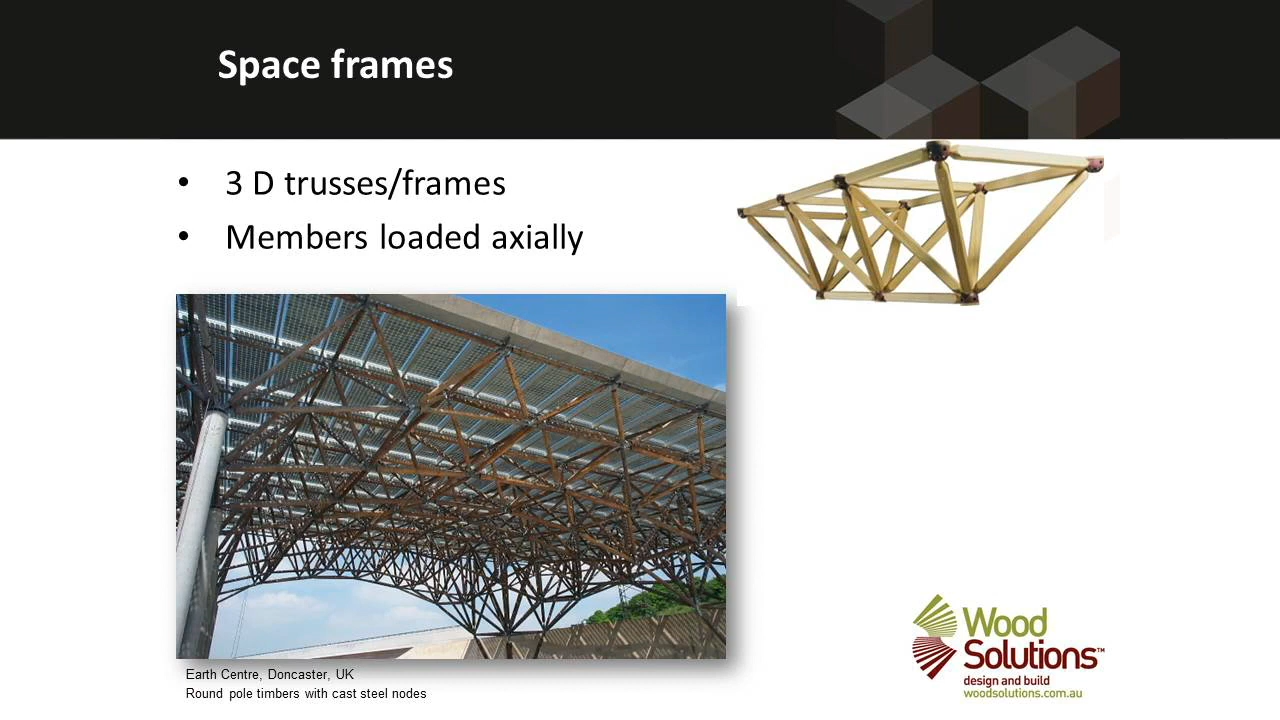 Space frames
• 3 D trusses/frames
• Members loaded axially
Earth Centre, Doncaster, UK
Round pole timbers with cast steel nodes
Wood
Solutions™
design and build
woodsolutions.com.au